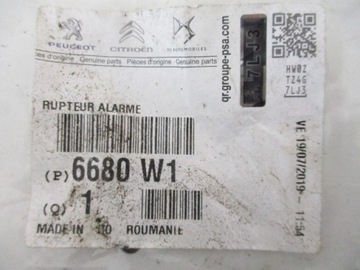 PEUGEOT CITROËN DS AUTOMOBILES
Pièces d'origine Genuine parts Pièces d'origine Genuine parts
RUPTEUR ALARME
(P) 6680 W1
(Q) 1
MADE IN ROUMANIE
qr.groupe-psa.com
7LJ3
HW0Z
TZ4G
7LJ3
VE 19/07/2019 - 11:54